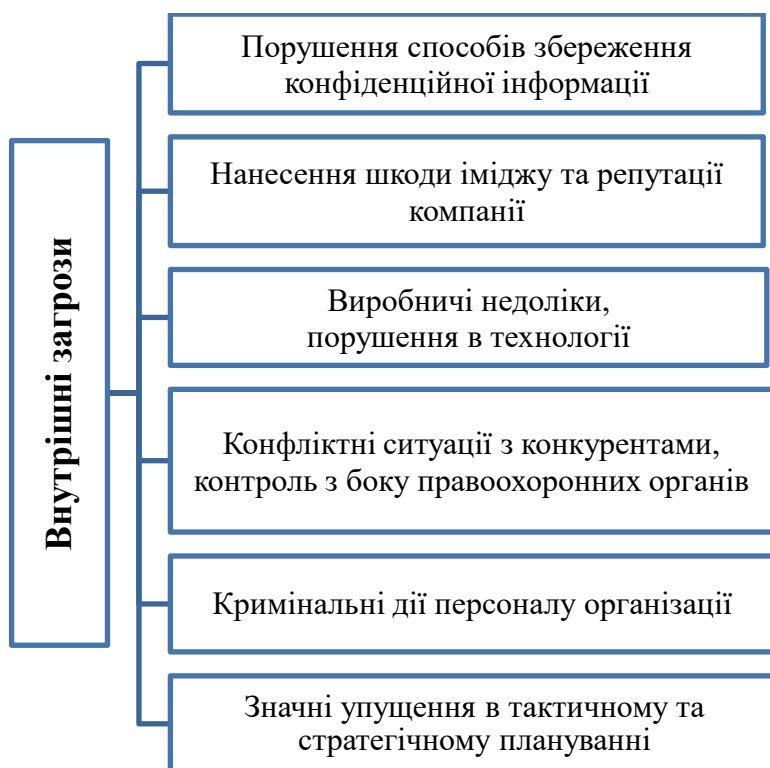 Внутрішні загрози
Порушення способів збереження
конфіденційної інформації
Нанесення шкоди іміджу та репутації
компанії
Виробничі недоліки,
порушення в технології
Конфліктні ситуації з конкурентами,
контроль з боку правоохоронних органів
Кримінальні дії персоналу організації
Значні упущення в тактичному та
стратегічному плануванні